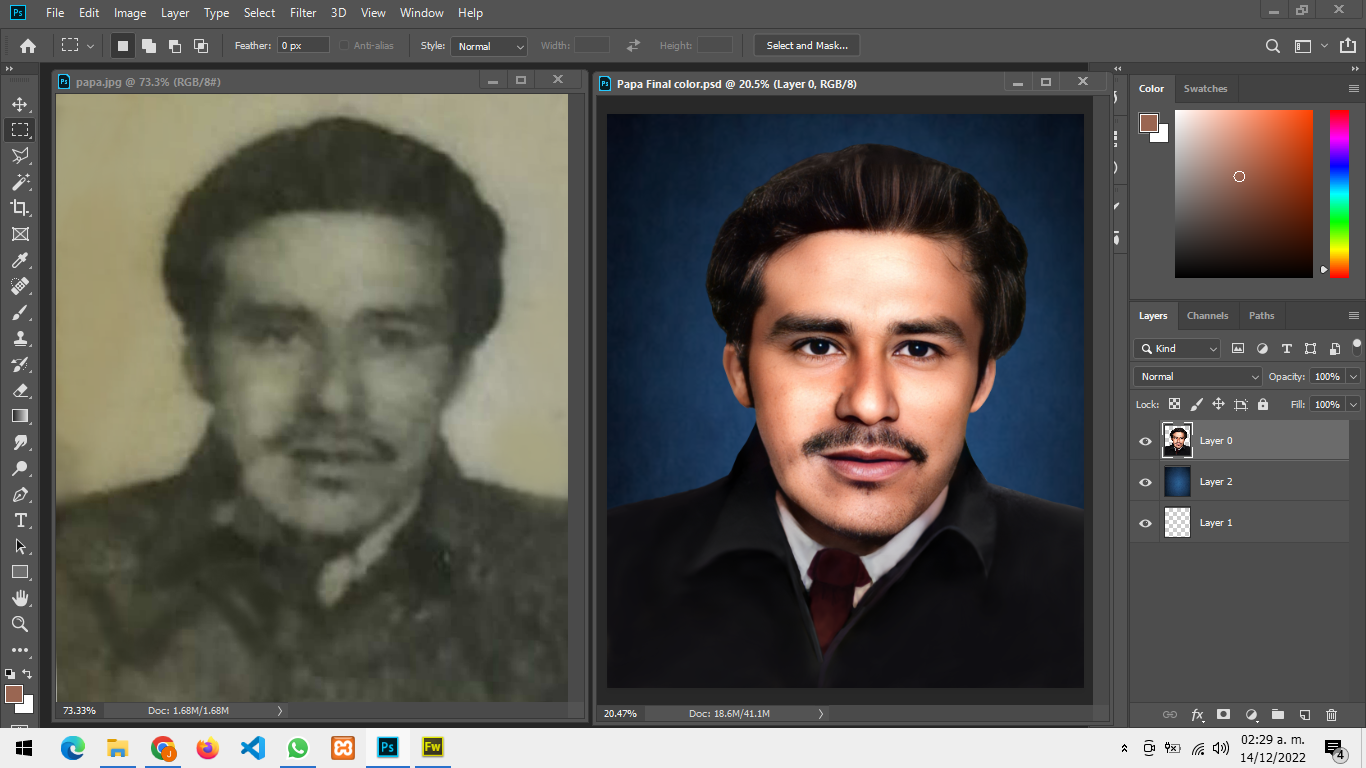 Ps File Edit Image Layer Type Select Filter 3D View Window Help
Feather: 0 px Anti-alias Style: Normal Width: Height: Select and Mask...
Ps papa.jpg @ 73.3% (RGB/8#)
Ps Papa Final color.psd @ 20.5% (Layer 0, RGB/8)
Color Swatches
Layers Channels Paths
Kind
Normal Opacity: 100%
Lock: Fill: 100%
Layer 0
Layer 2
Layer 1
73.33% Doc: 1.68M/1.68M
20.47% Doc: 18.6M/41.1M
fx
Ps Fw
02:29 a. m.
14/12/2022
4